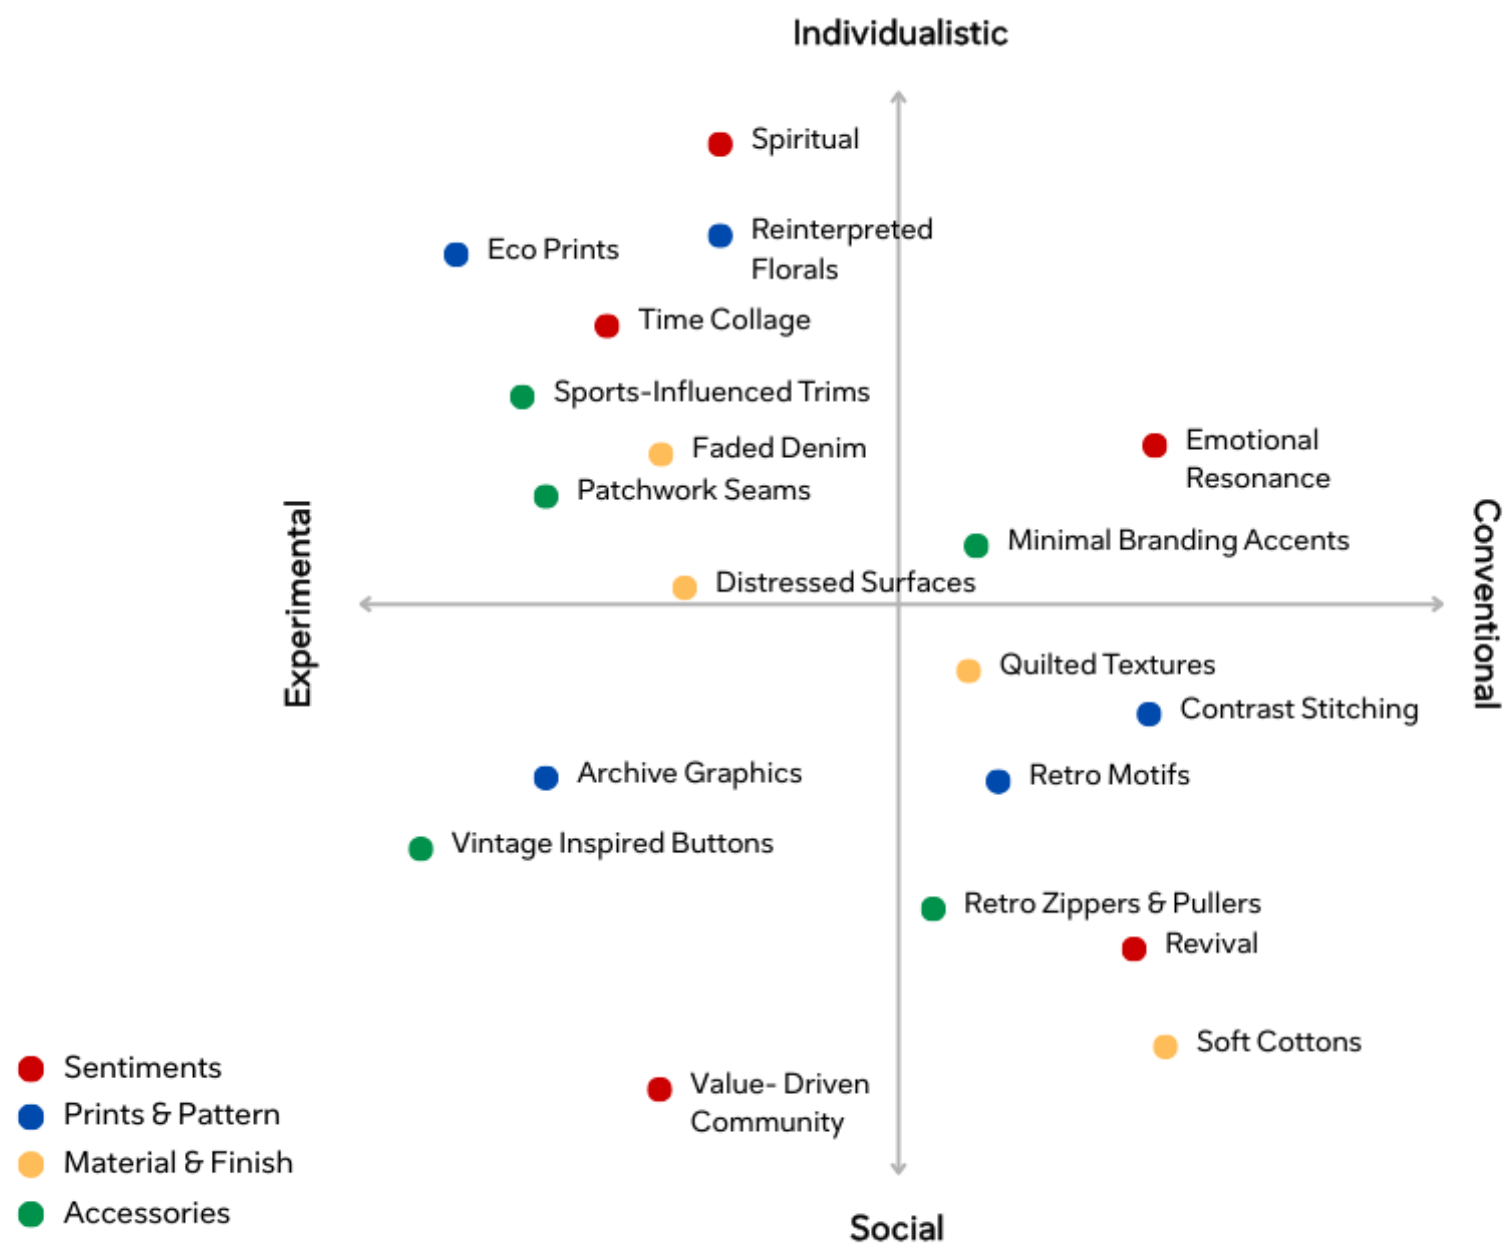 Individualistic
Spiritual
Reinterpreted
Florals
Eco Prints
Time Collage
Sports-Influenced Trims
Faded Denim
Emotional
Resonance
Patchwork Seams
Minimal Branding Accents
Distressed Surfaces
Experimental
Conventional
Quilted Textures
Contrast Stitching
Archive Graphics
Retro Motifs
Vintage Inspired Buttons
Retro Zippers & Pullers
Revival
Soft Cottons
Value- Driven
Community
Sentiments
Prints & Pattern
Material & Finish
Accessories
Social